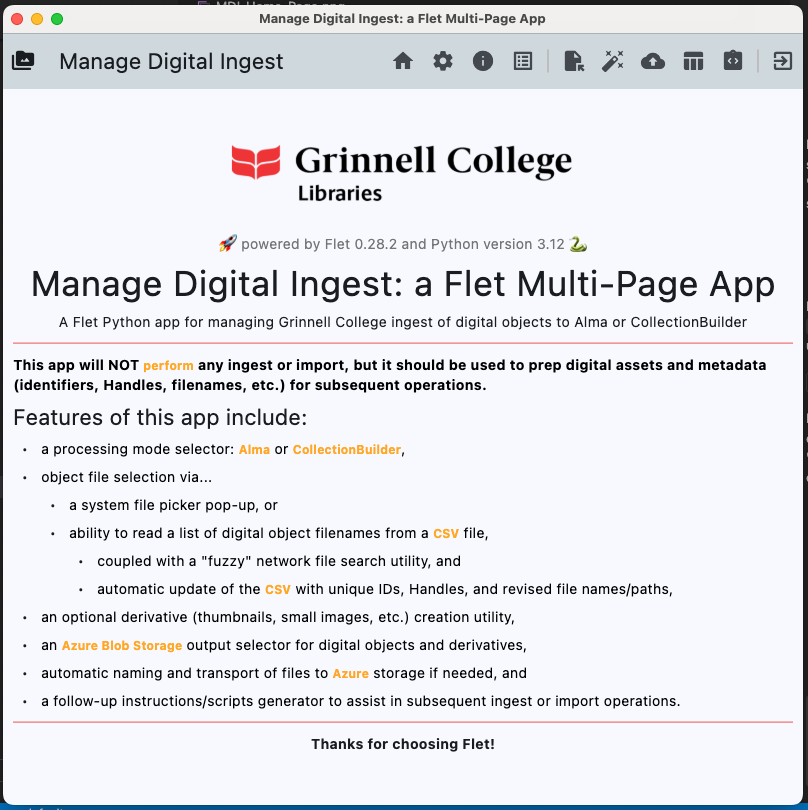 Manage Digital Ingest: a Flet Multi-Page App
Manage Digital Ingest
Grinnell College
Libraries
🚀 powered by Flet 0.28.2 and Python version 3.12 🐍
Manage Digital Ingest: a Flet Multi-Page App
A Flet Python app for managing Grinnell College ingest of digital objects to Alma or CollectionBuilder
This app will NOT perform any ingest or import, but it should be used to prep digital assets and metadata
(identifiers, Handles, filenames, etc.) for subsequent operations.
Features of this app include:
• a processing mode selector: Alma or CollectionBuilder,
• object file selection via...
• a system file picker pop-up, or
• ability to read a list of digital object filenames from a CSV file,
• coupled with a "fuzzy" network file search utility, and
• automatic update of the CSV with unique IDs, Handles, and revised file names/paths,
• an optional derivative (thumbnails, small images, etc.) creation utility,
• an Azure Blob Storage output selector for digital objects and derivatives,
• automatic naming and transport of files to Azure storage if needed, and
• a follow-up instructions/scripts generator to assist in subsequent ingest or import operations.
Thanks for choosing Flet!